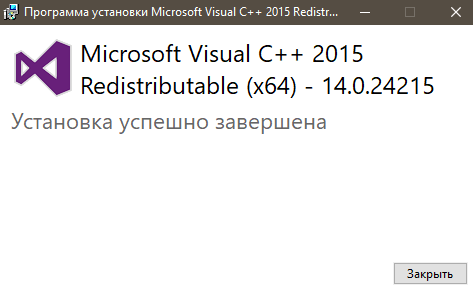 Программа установки Microsoft Visual C++ 2015 Redistr...
Microsoft Visual C++ 2015
Redistributable (x64) - 14.0.24215
Установка успешно завершена
Закрыть